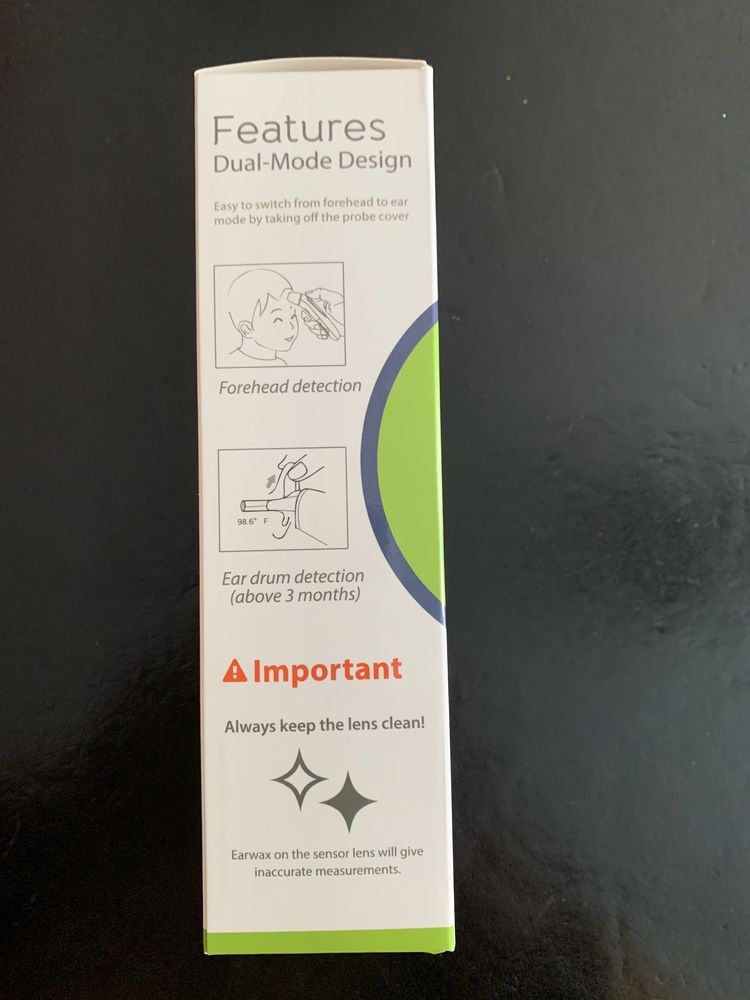 Features
Dual-Mode Design
Easy to switch from forehead to ear
mode by taking off the probe cover
Forehead detection
98.6° F
Ear drum detection
(above 3 months)
Important
Always keep the lens clean!
Earwax on the sensor lens will give
inaccurate measurements.